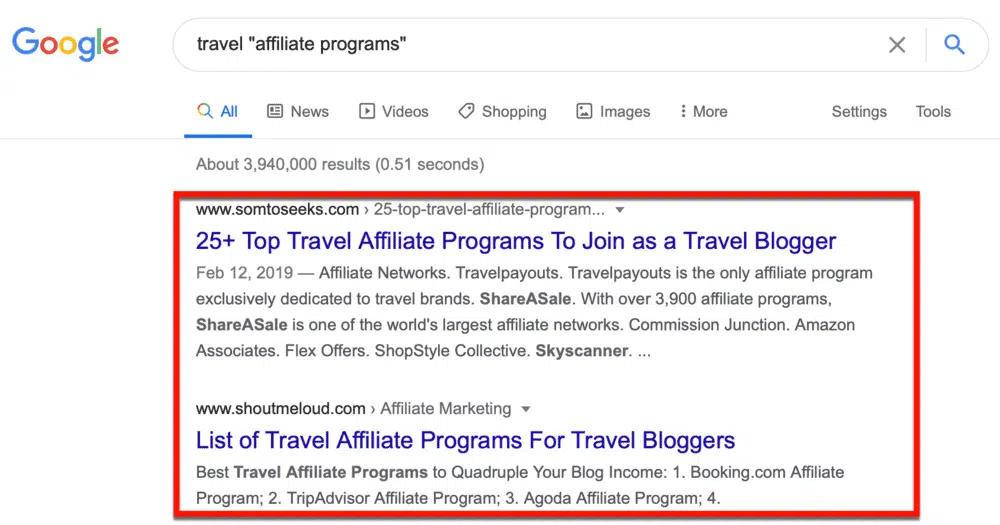 Google
travel "affiliate programs"
All News Videos Shopping Images More Settings Tools
About 3,940,000 results (0.51 seconds)
www.somtoseeks.com › 25-top-travel-affiliate-program...
25+ Top Travel Affiliate Programs To Join as a Travel Blogger
Feb 12, 2019 — Affiliate Networks. Travelpayouts. Travelpayouts is the only affiliate program
exclusively dedicated to travel brands. ShareASale. With over 3,900 affiliate programs,
ShareASale is one of the world's largest affiliate networks. Commission Junction. Amazon
Associates. Flex Offers. ShopStyle Collective. Skyscanner. ...
www.shoutmeloud.com › Affiliate Marketing
List of Travel Affiliate Programs For Travel Bloggers
Best Travel Affiliate Programs to Quadruple Your Blog Income: 1. Booking.com Affiliate
Program; 2. TripAdvisor Affiliate Program; 3. Agoda Affiliate Program; 4.